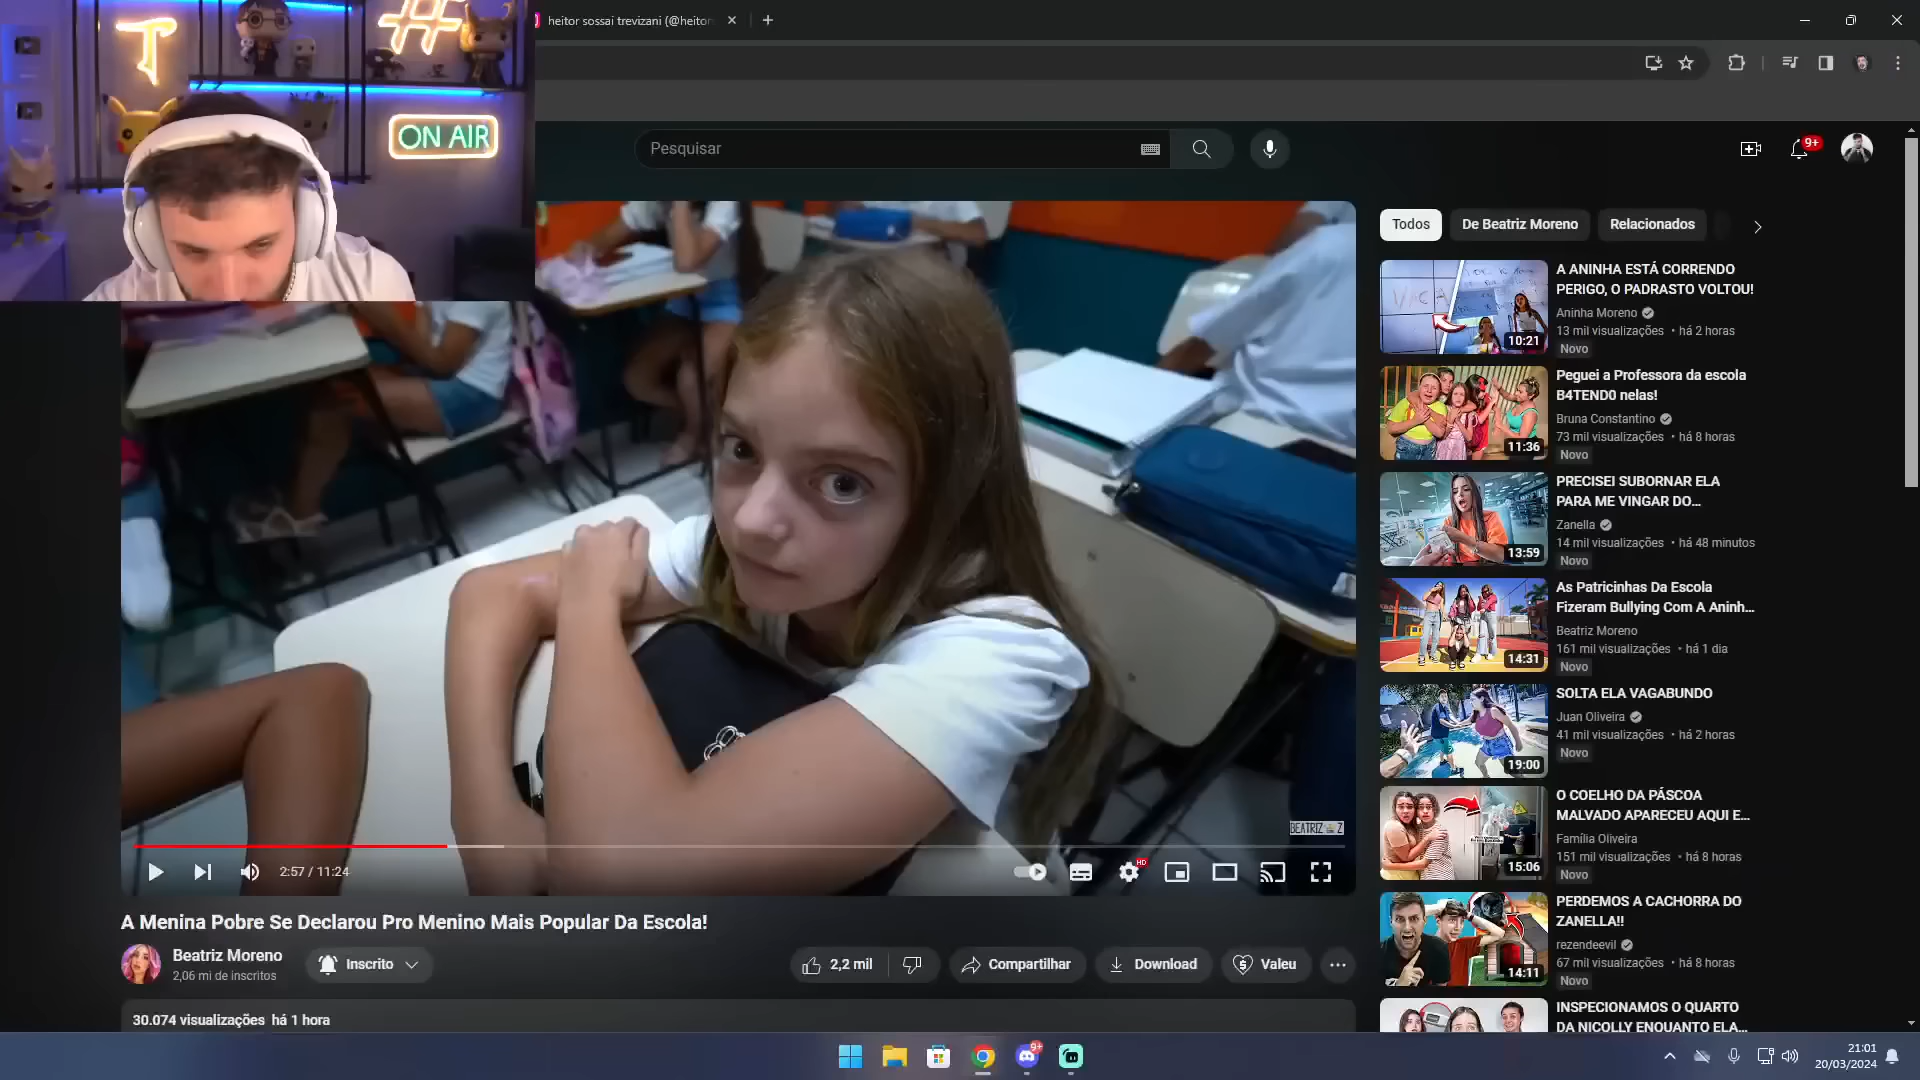 T
#
ON AIR
heitor sossai trevizani (@heitor
Pesquisar
9+
Todos
De Beatriz Moreno
Relacionados
A ANINHA ESTÁ CORRENDO
PERIGO, O PADRASTO VOLTOU!
Aninha Moreno
13 mil visualizações • há 2 horas
Novo
VACA
10:21
Peguei a Professora da escola
B4TEND0 nelas!
Bruna Constantino
73 mil visualizações • há 8 horas
Novo
11:36
PRECISEI SUBORNAR ELA
PARA ME VINGAR DO...
Zanella
14 mil visualizações • há 48 minutos
Novo
13:59
As Patricinhas Da Escola
Fizeram Bullying Com A Aninh...
Beatriz Moreno
161 mil visualizações • há 1 dia
Novo
14:31
SOLTA ELA VAGABUNDO
Juan Oliveira
41 mil visualizações • há 2 horas
Novo
19:00
O COELHO DA PÁSCOA
MALVADO APARECEU AQUI E...
Família Oliveira
151 mil visualizações • há 8 horas
Novo
15:06
PERDEMOS A CACHORRA DO
ZANELLA!!
rezendeevil
67 mil visualizações • há 8 horas
Novo
14:11
INSPECIONAMOS O QUARTO
DA NICOLLY ENQUANTO ELA...
BEATRIZ Z
2:57 / 11:24
HD
A Menina Pobre Se Declarou Pro Menino Mais Popular Da Escola!
Beatriz Moreno
2,06 mi de inscritos
Inscrito
2,2 mil
Compartilhar
Download
Valeu
30.074 visualizações há 1 hora
9+
21:01
20/03/2024